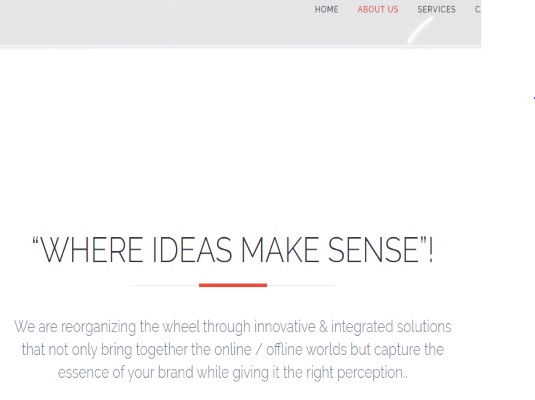 HOME ABOUT US SERVICES
“WHERE IDEAS MAKE SENSE”!
We are reorganizing the wheel through innovative & integrated solutions
that not only bring together the online / offline worlds but capture the
essence of your brand while giving it the right perception..